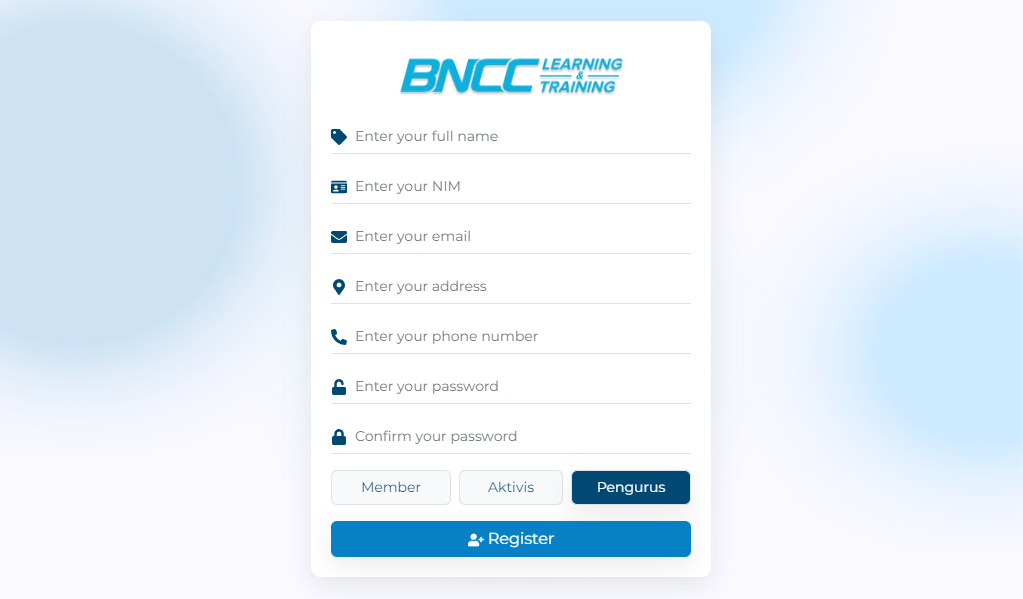 BNCC LEARNING
&
TRAINING
Enter your full name
Enter your NIM
Enter your email
Enter your address
Enter your phone number
Enter your password
Confirm your password
Member Aktivis Pengurus
Register